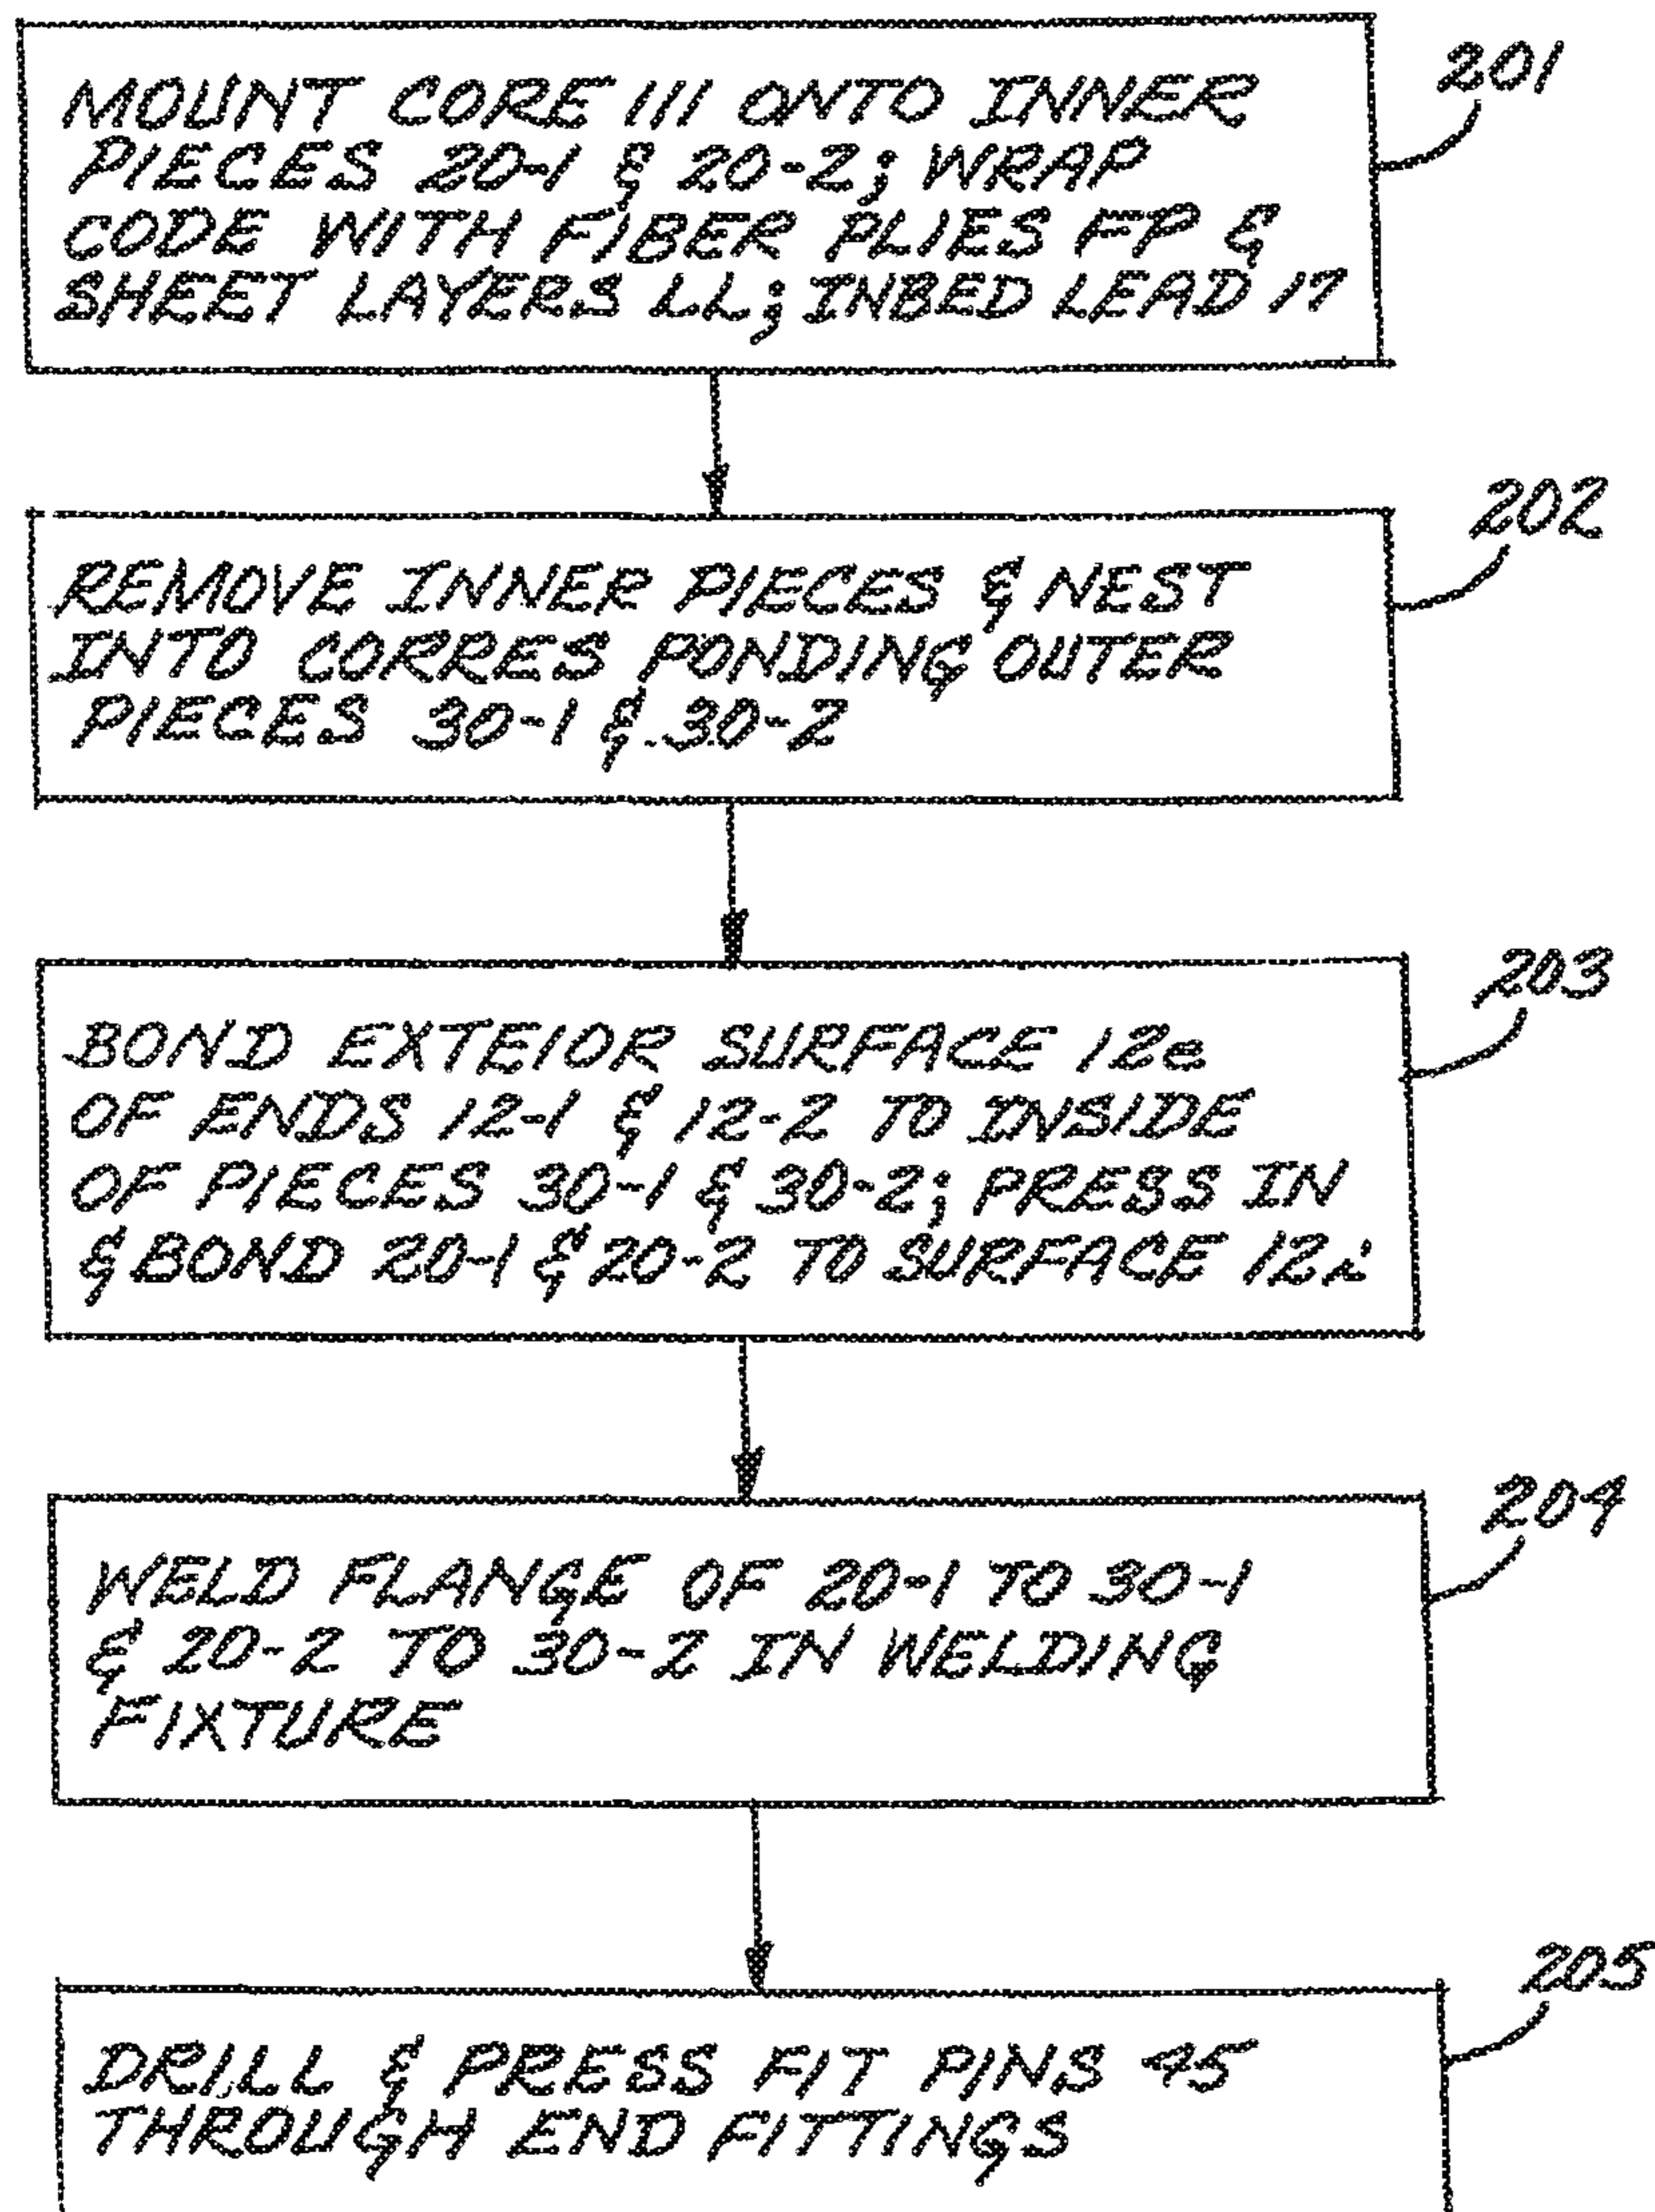 MOUNT CORE 111 ONTO INNER
PIECES 20-1 & 20-2; WRAP
CODE WITH FIBER PLIES FP &
SHEET LAYERS LL; INBED LEAD 17
201
REMOVE INNER PIECES & NEST
INTO CORRES PONDING OUTER
PIECES 30-1 & 30-2
202
BOND EXTEIOR SURFACE 12e
OF ENDS 12-1 & 12-2 TO INSIDE
OF PIECES 30-1 & 30-2; PRESS IN
& BOND 20-1 & 20-2 TO SURFACE 12i
203
WELD FLANGE OF 20-1 TO 30-1
& 20-2 TO 30-2 IN WELDING
FIXTURE
204
DRILL & PRESS FIT PINS 45
THROUGH END FITTINGS
205